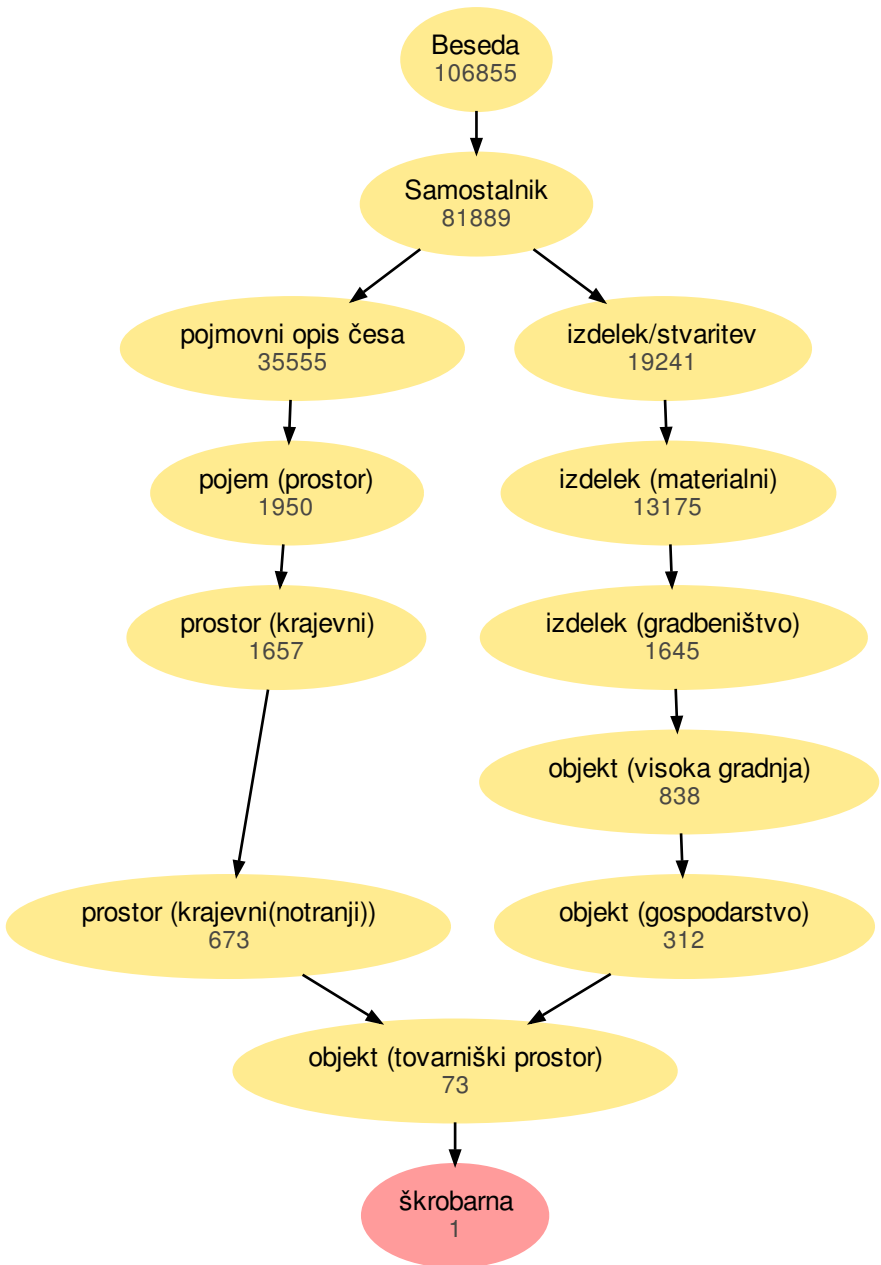 Beseda
106855
Samostalnik
81889
pojmovni opis česa
35555
izdelek/stvaritev
19241
pojem (prostor)
1950
izdelek (materialni)
13175
prostor (krajevni)
1657
izdelek (gradbeništvo)
1645
objekt (visoka gradnja)
838
prostor (krajevni(notranji))
673
objekt (gospodarstvo)
312
objekt (tovarniški prostor)
73
škrobarna
1